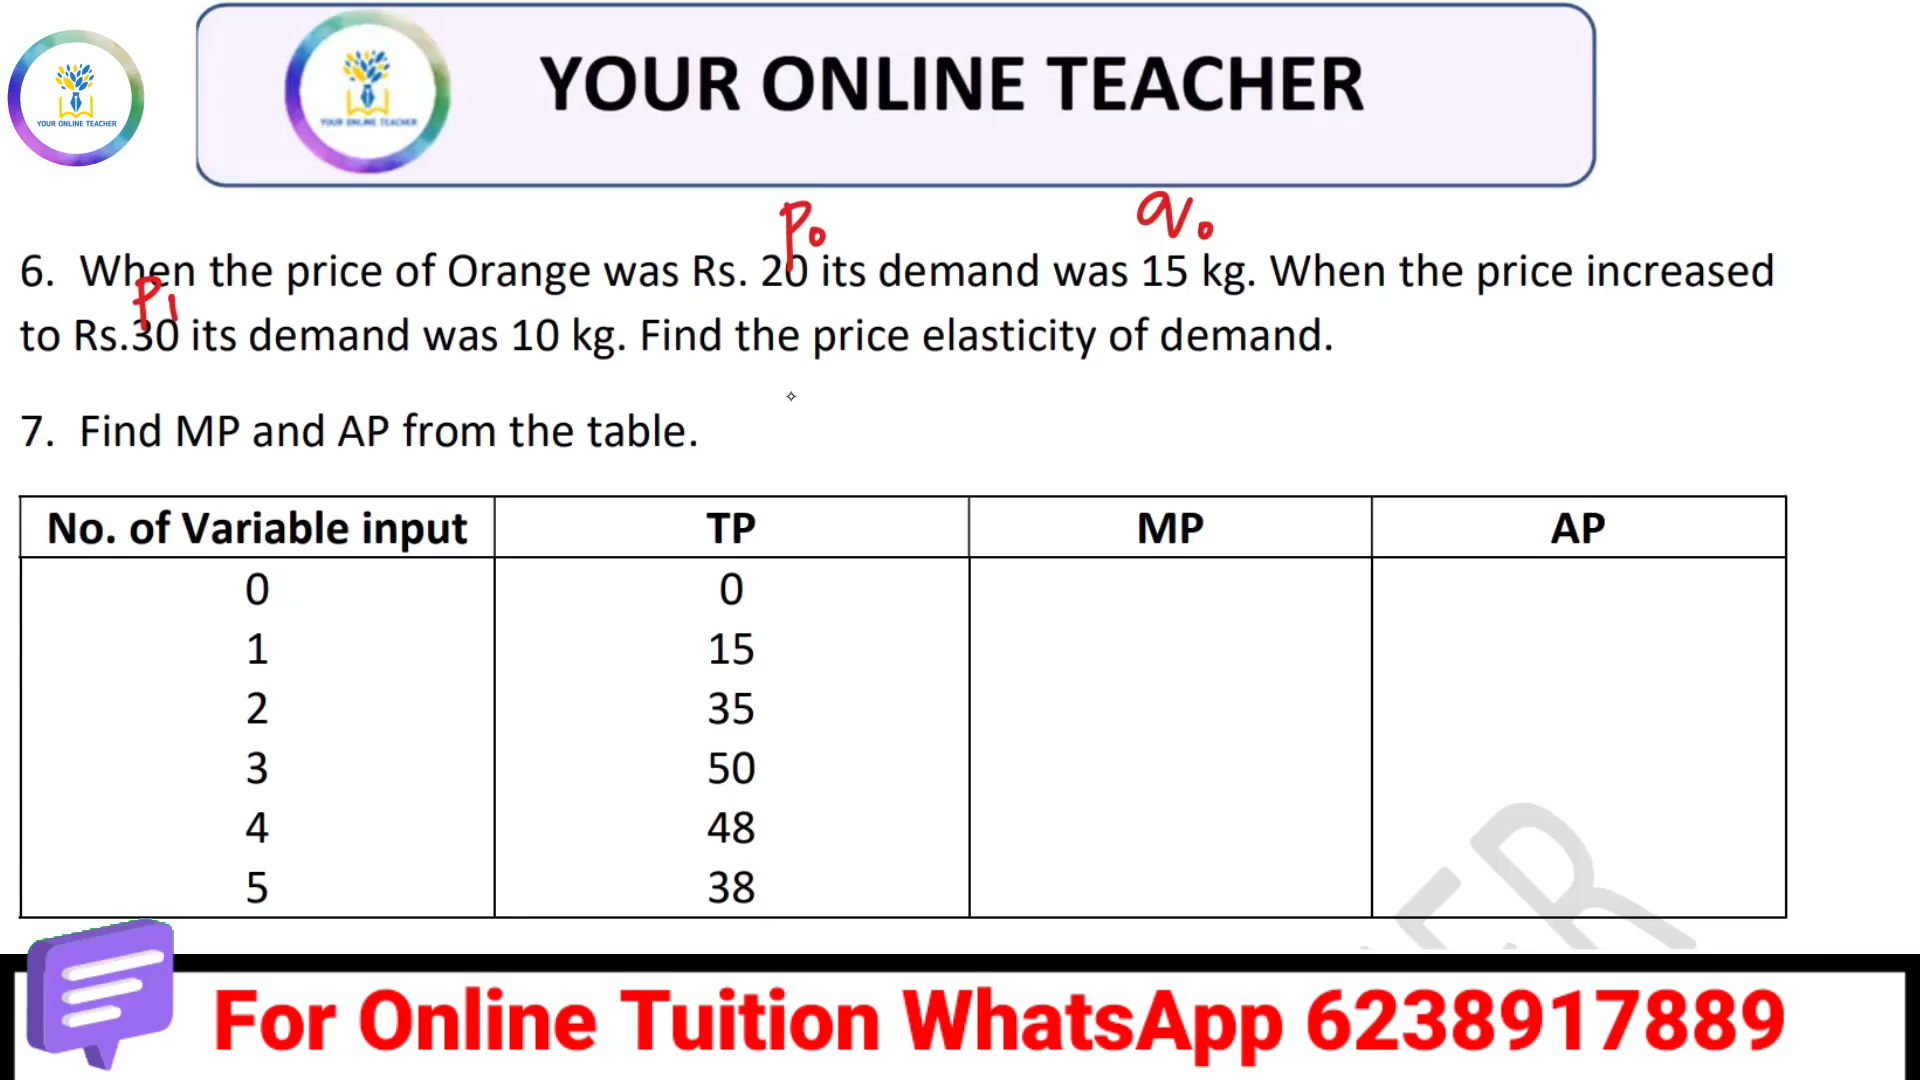 YOUR ONLINE TEACHER
YOUR ONLINE TEACHER
YOUR ONLINE TEACHER
p₀
q₀
6. When the price of Orange was Rs. 20 its demand was 15 kg. When the price increased
p₁
to Rs.30 its demand was 10 kg. Find the price elasticity of demand.
7. Find MP and AP from the table.
No. of Variable input TP MP AP
0 0
1 15
2 35
3 50
4 48
5 38
ER
For Online Tuition WhatsApp 6238917889